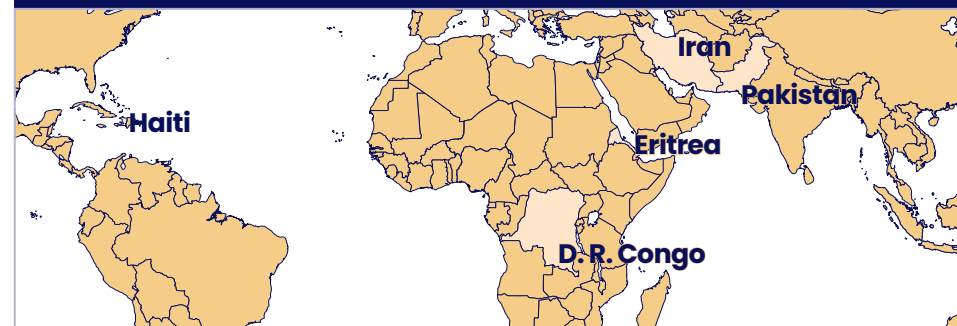 Iran
Pakistan
Haiti
Eritrea
D. R. Congo